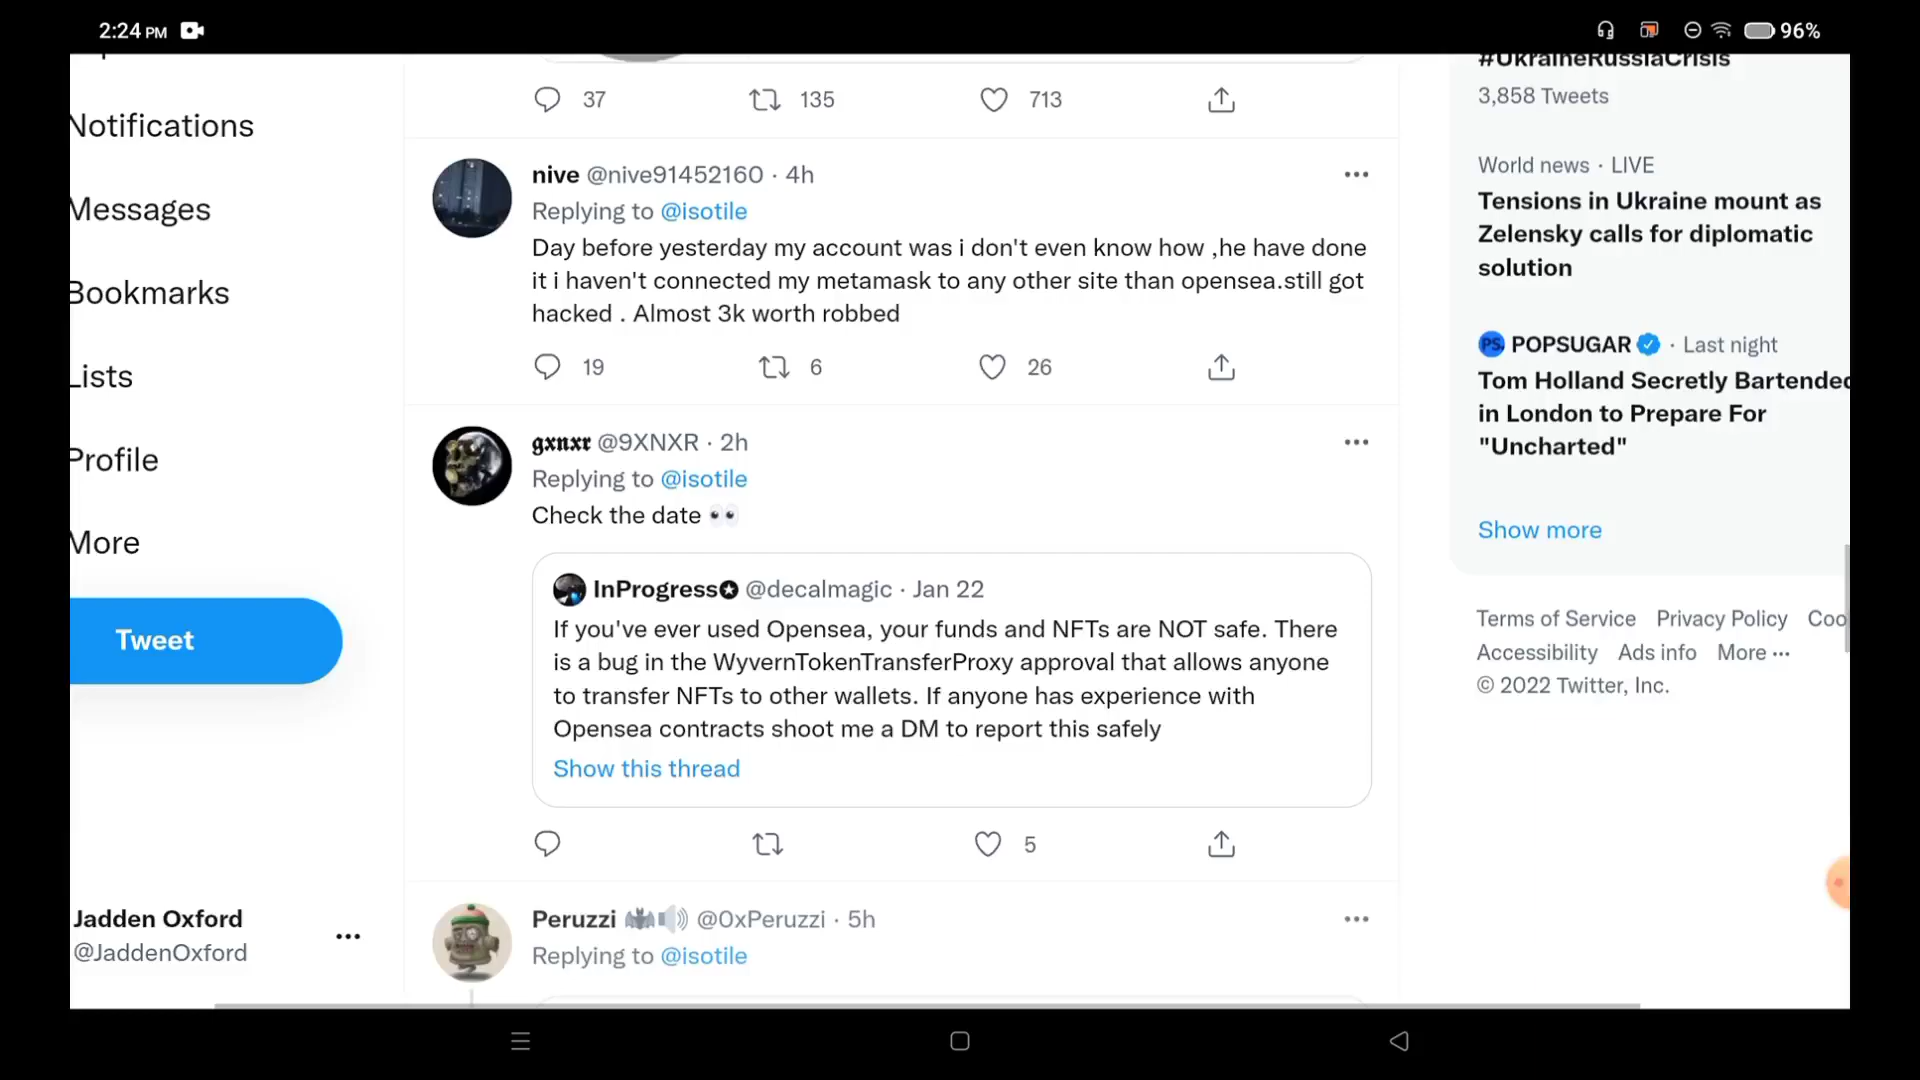 2:24 PM
96%
Notifications
Messages
Bookmarks
Lists
Profile
More
Tweet
Jadden Oxford
@JaddenOxford
37 135 713
nive @nive91452160 · 4h
Replying to @isotile
Day before yesterday my account was i don't even know how ,he have done
it i haven't connected my metamask to any other site than opensea.still got
hacked . Almost 3k worth robbed
19 6 26
gxnxr @9XNXR · 2h
Replying to @isotile
Check the date 👀
InProgress✪ @decalmagic · Jan 22
If you've ever used Opensea, your funds and NFTs are NOT safe. There
is a bug in the WyvernTokenTransferProxy approval that allows anyone
to transfer NFTs to other wallets. If anyone has experience with
Opensea contracts shoot me a DM to report this safely
Show this thread
5
Peruzzi 🦇🔊 @0xPeruzzi · 5h
Replying to @isotile
#UkraineRussiaCrisis
3,858 Tweets
World news · LIVE
Tensions in Ukraine mount as
Zelensky calls for diplomatic
solution
PS POPSUGAR · Last night
Tom Holland Secretly Bartended
in London to Prepare For
"Uncharted"
Show more
Terms of Service Privacy Policy Coo
Accessibility Ads info More ···
© 2022 Twitter, Inc.